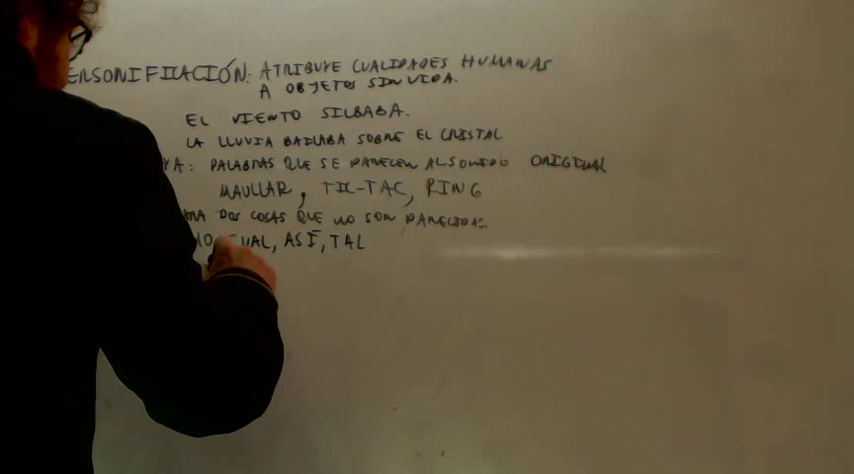 ERSONIFICACIÓN: ATRIBUYE CUALIDADES HUMANAS
A OBJETOS SIN VIDA.
EL VIENTO SILBABA.
LA LLUVIA BAILABA SOBRE EL CRISTAL
YA: PALABRAS QUE SE PARECEN AL SONIDO ORIGINAL
MAULLAR, TIC-TAC, RING
DOS COSAS QUE NO SON PARECIDAS.
ASÍ, TAL